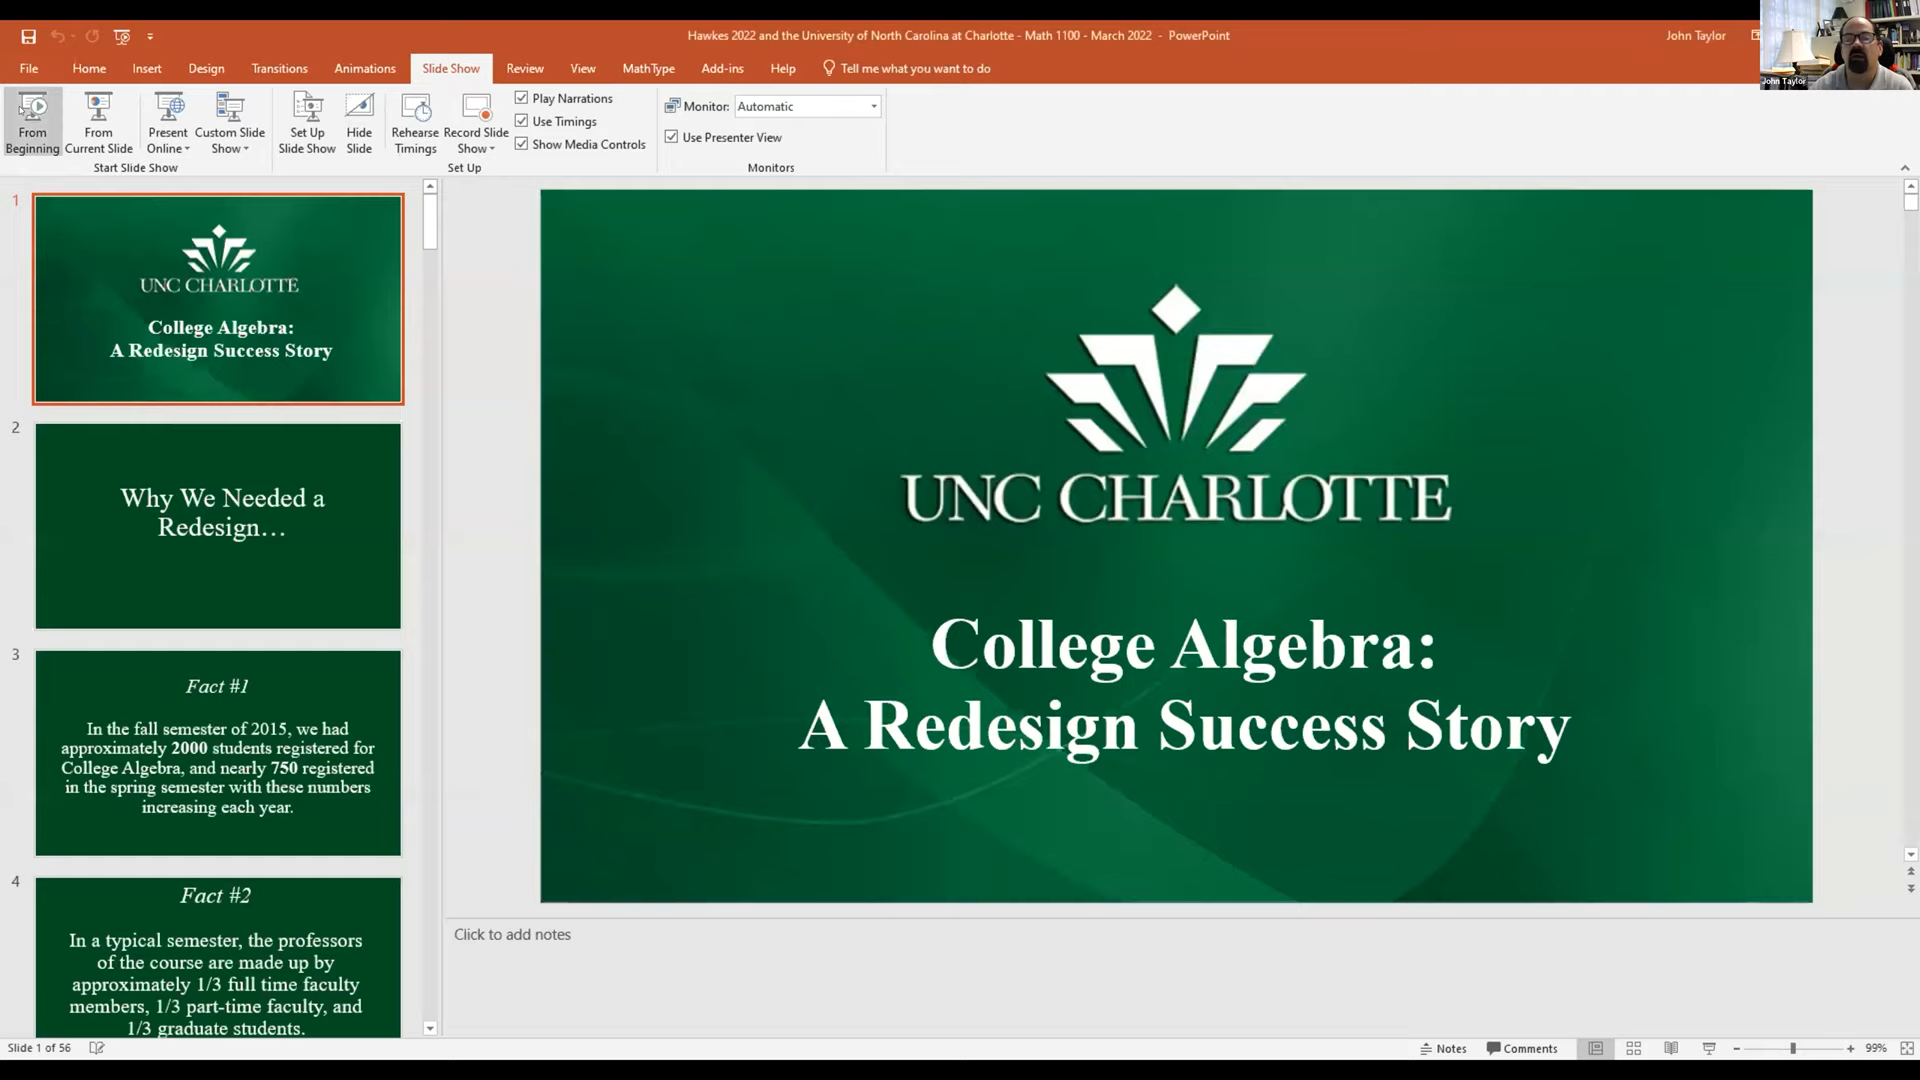 Hawkes 2022 and the University of North Carolina at Charlotte - Math 1100 - March 2022 - PowerPoint
John Taylor
File Home Insert Design Transitions Animations Slide Show Review View MathType Add-ins Help Tell me what you want to do
John Taylor
From Beginning
From Current Slide
Present Online
Custom Slide Show
Start Slide Show
Set Up Slide Show
Hide Slide
Rehearse Timings
Record Slide Show
Play Narrations
Use Timings
Show Media Controls
Set Up
Monitor: Automatic
Use Presenter View
Monitors
1
UNC CHARLOTTE
College Algebra:
A Redesign Success Story
2
Why We Needed a
Redesign…
3
Fact #1
In the fall semester of 2015, we had
approximately 2000 students registered for
College Algebra, and nearly 750 registered
in the spring semester with these numbers
increasing each year.
4
Fact #2
In a typical semester, the professors
of the course are made up by
approximately 1/3 full time faculty
members, 1/3 part-time faculty, and
1/3 graduate students.
UNC CHARLOTTE
College Algebra:
A Redesign Success Story
Click to add notes
Slide 1 of 56
Notes Comments 99%